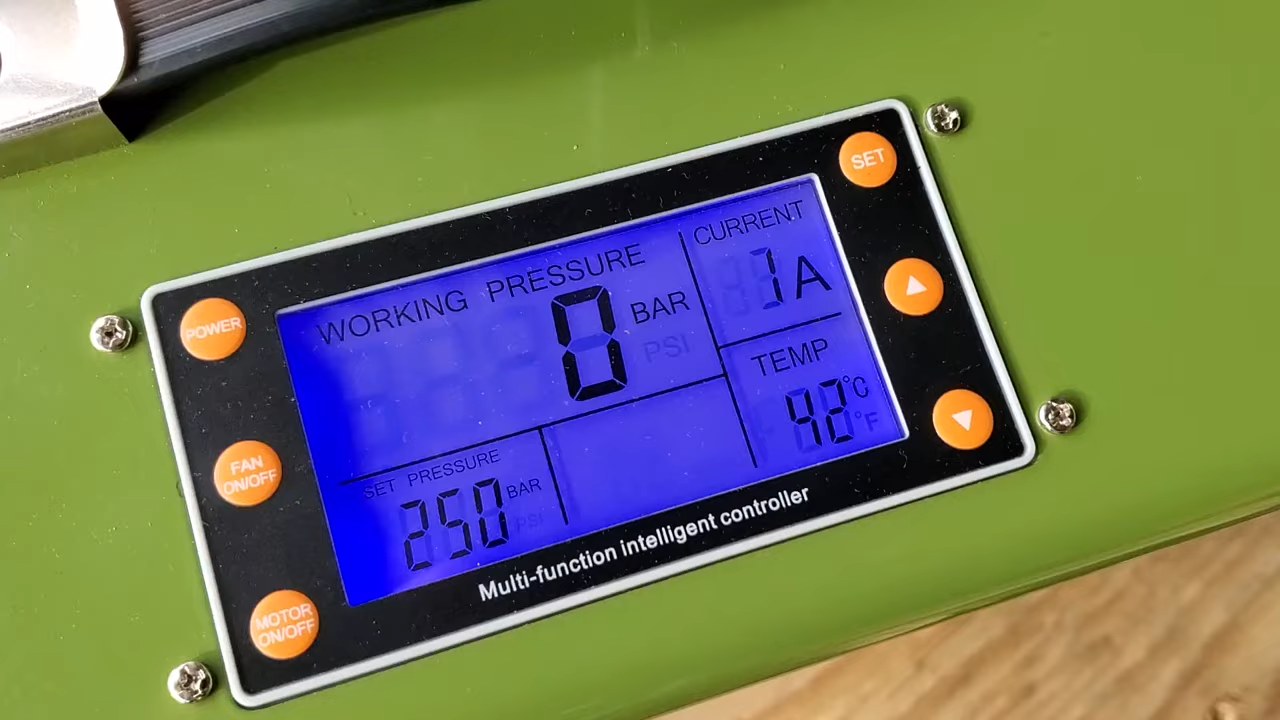 POWER
FAN
ON/OFF
MOTOR
ON/OFF
WORKING PRESSURE
0 BAR
PSI
CURRENT
1A
TEMP
42 °C
°F
SET PRESSURE
250 BAR
PSI
Multi-function intelligent controller
SET